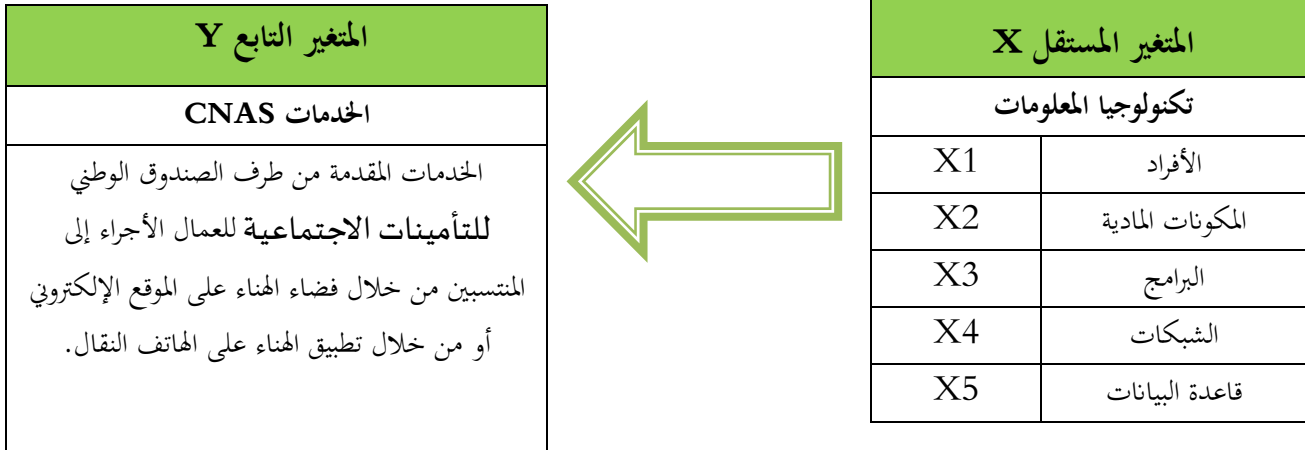 المتغير المستقل X
تكنولوجيا المعلومات
الأفراد X1
المكونات المادية X2
البرامج X3
الشبكات X4
قاعدة البيانات X5
المتغير التابع Y
الخدمات CNAS
الخدمات المقدمة من طرف الصندوق الوطني
للتأمينات الاجتماعية للعمال الأجراء إلى
المنتسبين من خلال فضاء الهناء على الموقع الإلكتروني
أو من خلال تطبيق الهناء على الهاتف النقال.